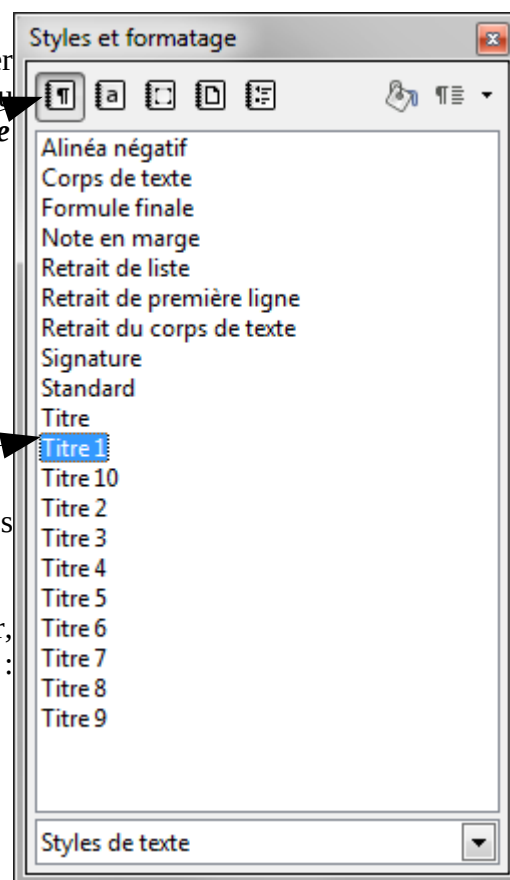 Styles et formatage
er
u
e
Alinéa négatif
Corps de texte
Formule finale
Note en marge
Retrait de liste
Retrait de première ligne
Retrait du corps de texte
Signature
Standard
Titre
Titre 1
Titre 10
Titre 2
Titre 3
s
Titre 4
Titre 5
Titre 6
r,
Titre 7
:
Titre 8
Titre 9
Styles de texte